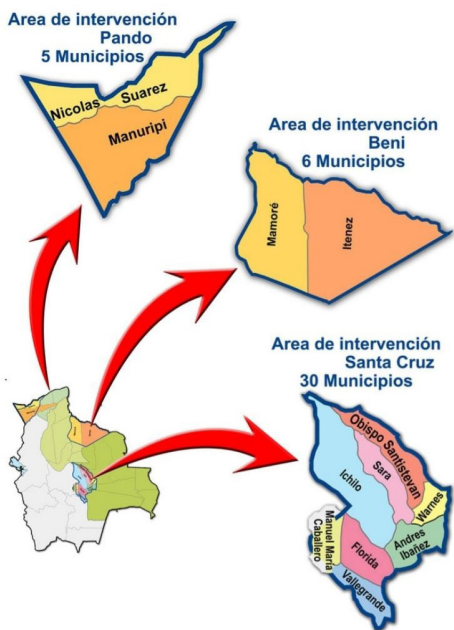 Area de intervención
Pando
5 Municipios
Nicolas Suarez
Manuripi
Area de intervención
Beni
6 Municipios
Mamoré
Itenez
Area de intervención
Santa Cruz
30 Municipios
Obispo Santistevan
Sara
Ichilo
Warnes
Andres
Ibañez
Manuel María
Caballero
Florida
Vallegrande